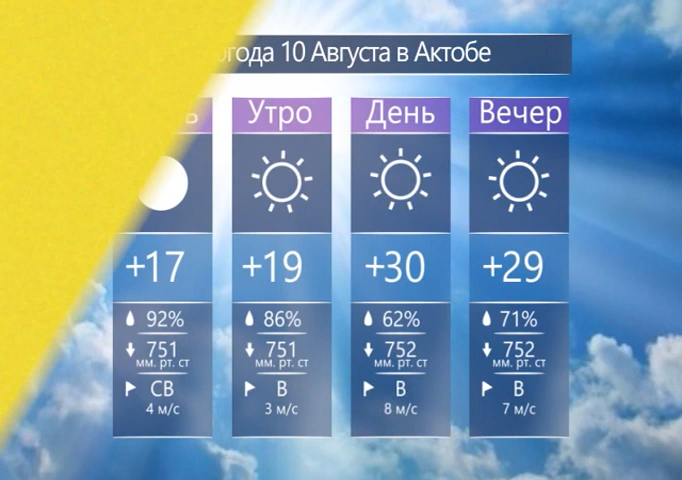 10 Августа в Актобе
Утро День Вечер
+17 +19 +30 +29
92% 86% 62% 71%
751 751 752 752
мм. рт. ст мм. рт. ст мм. рт. ст мм. рт. ст
СВ В В В
4 м/с 3 м/с 8 м/с 7 м/с